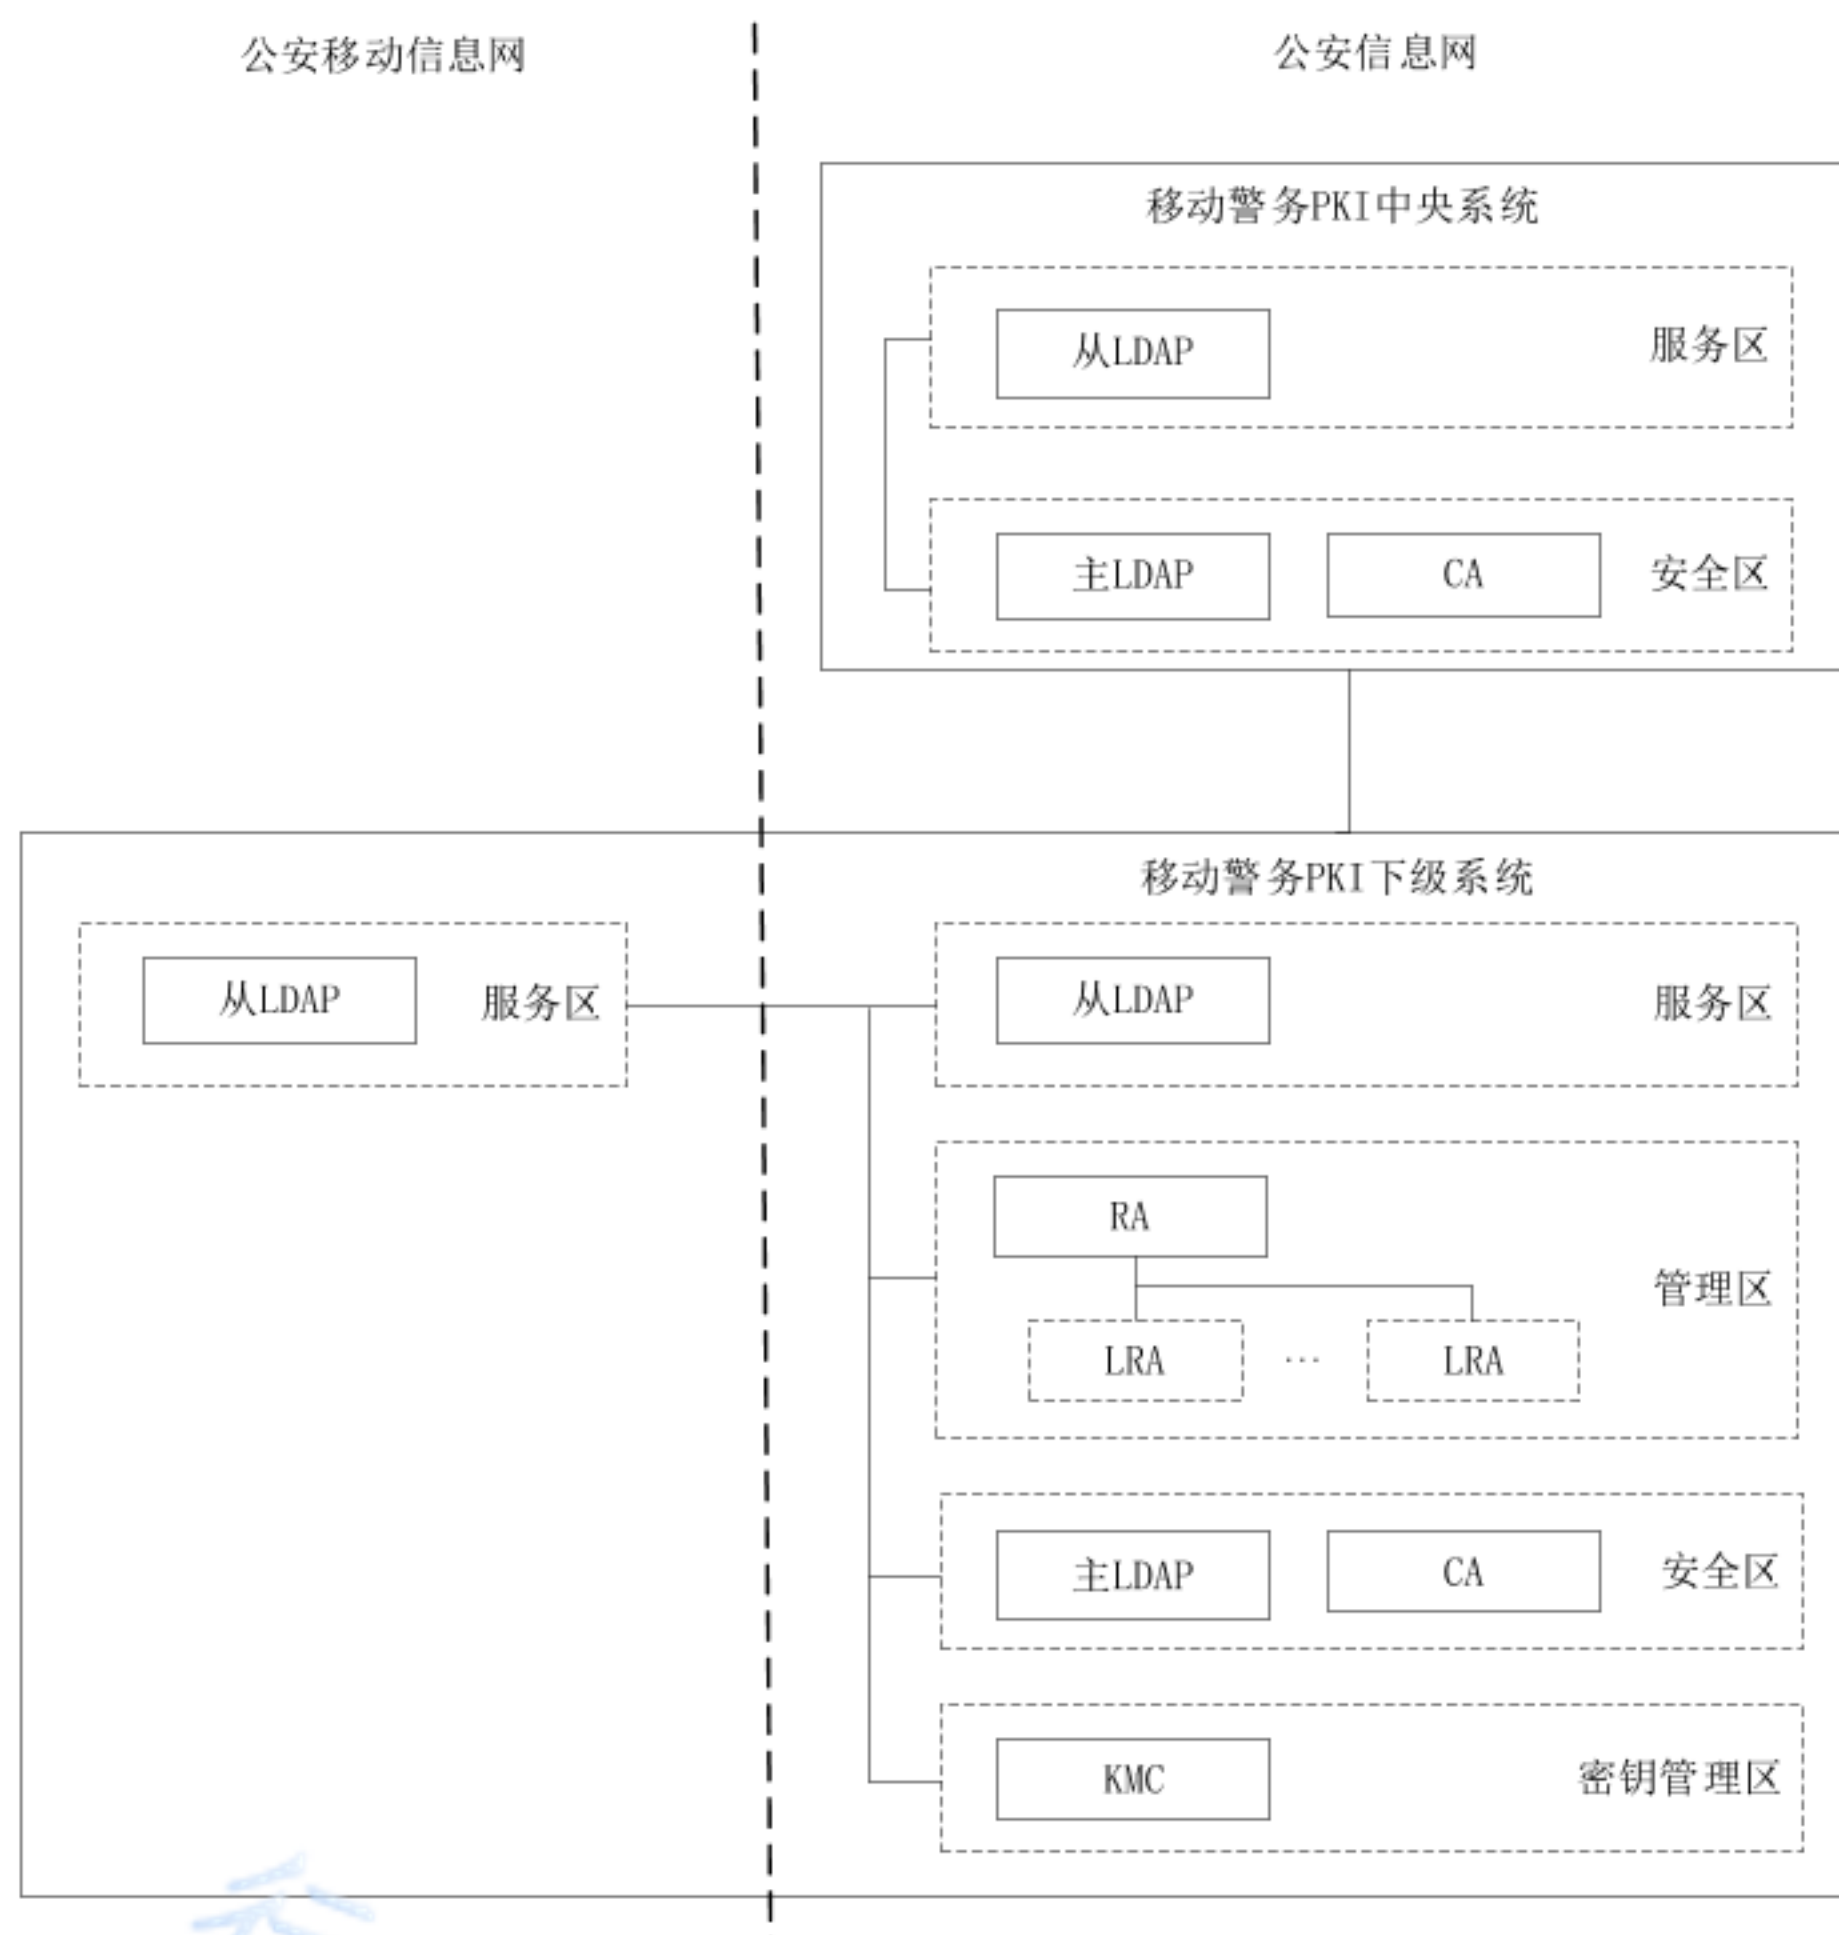 公安移动信息网
公安信息网
移动警务PKI中央系统
从LDAP
服务区
主LDAP
CA
安全区
移动警务PKI下级系统
从LDAP
服务区
从LDAP
服务区
RA
管理区
LRA
...
LRA
主LDAP
CA
安全区
KMC
密钥管理区